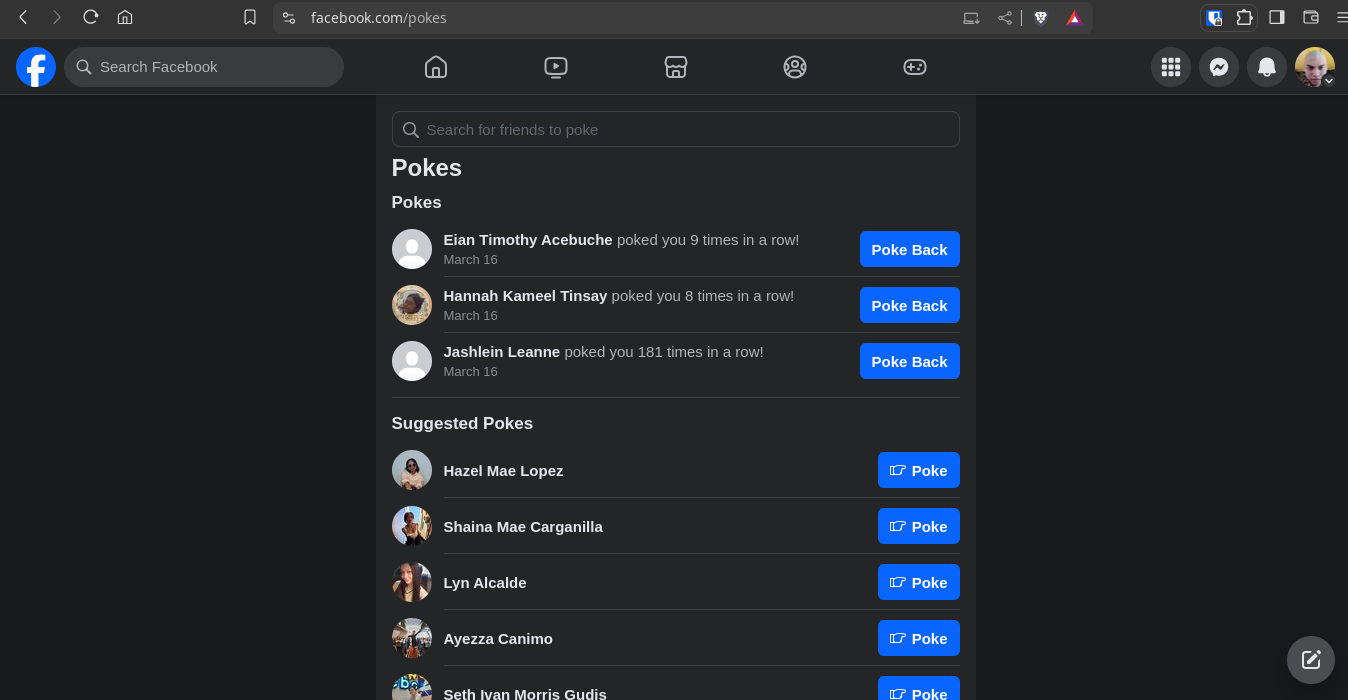 facebook.com/pokes
Search Facebook
Search for friends to poke
Pokes
Pokes
Eian Timothy Acebuche poked you 9 times in a row!
March 16
Poke Back
Hannah Kameel Tinsay poked you 8 times in a row!
March 16
Poke Back
Jashlein Leanne poked you 181 times in a row!
March 16
Poke Back
Suggested Pokes
Hazel Mae Lopez
Poke
Shaina Mae Carganilla
Poke
Lyn Alcalde
Poke
Ayezza Canimo
Poke
Seth Ivan Morris Gudis
Poke